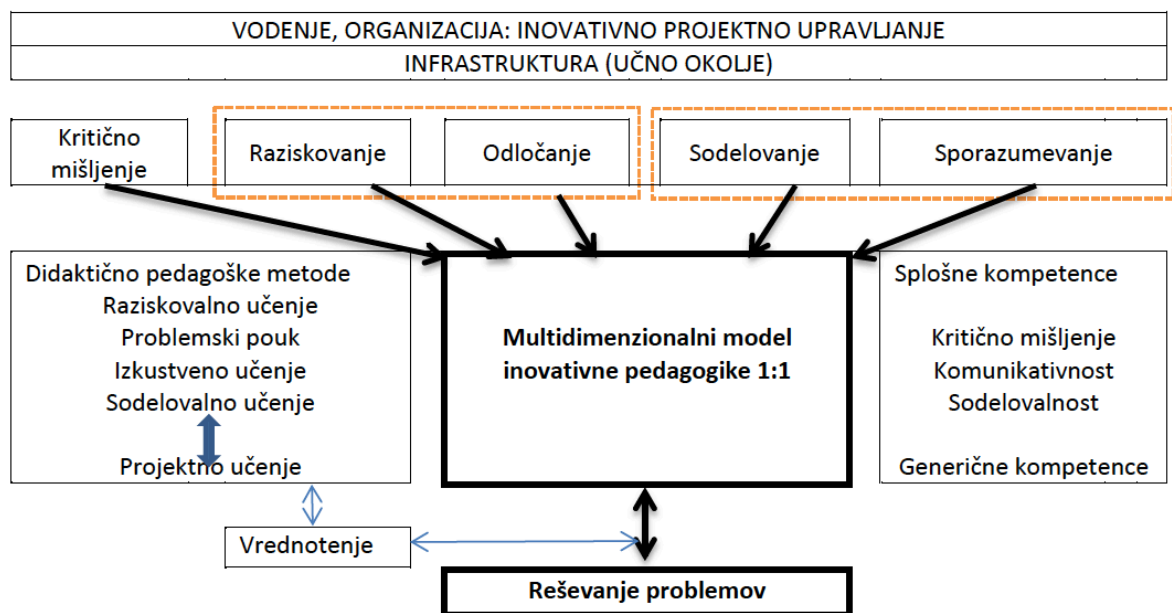 VODENJE, ORGANIZACIJA: INOVATIVNO PROJEKTNO UPRAVLJANJE
INFRASTRUKTURA (UČNO OKOLJE)
Kritično
mišljenje
Raziskovanje
Odločanje
Sodelovanje
Sporazumevanje
Didaktično pedagoške metode
Raziskovalno učenje
Problemski pouk
Izkustveno učenje
Sodelovalno učenje
Projektno učenje
Multidimenzionalni model
inovativne pedagogike 1:1
Splošne kompetence
Kritično mišljenje
Komunikativnost
Sodelovalnost
Generične kompetence
Vrednotenje
Reševanje problemov